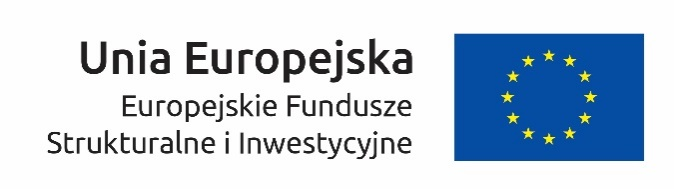 Unia Europejska
Europejskie Fundusze
Strukturalne i Inwestycyjne